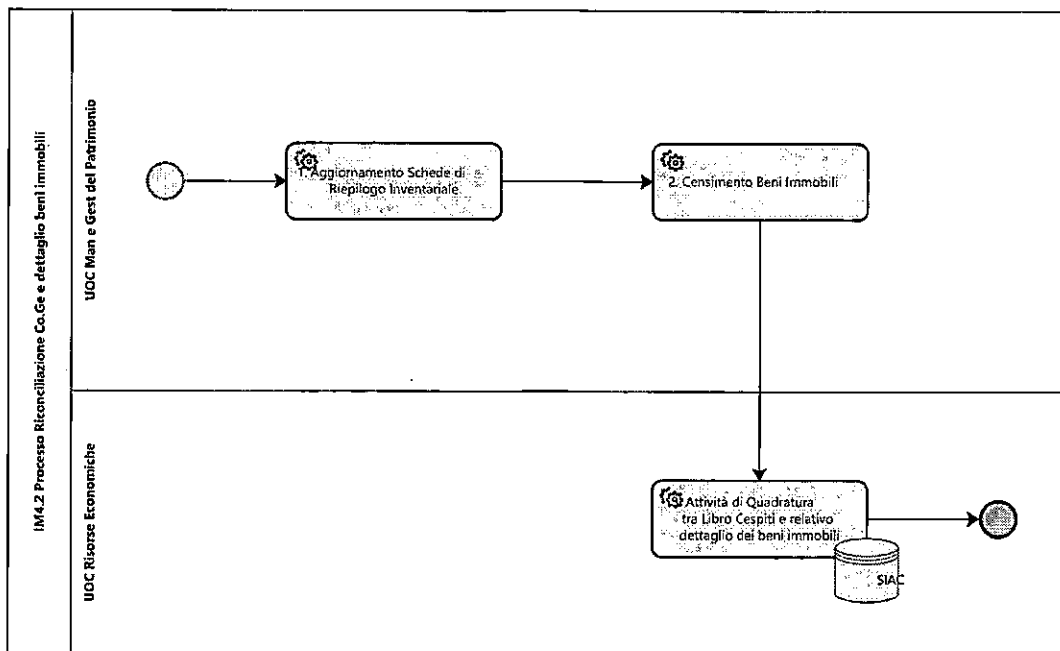 IM4.2 Processo Riconciliazione Co.Ge e dettaglio beni immobili
UOC Man e Gest del Patrimonio
1. Aggiornamento Schede di
Riepilogo Inventariale
2. Censimento Beni Immobili
UOC Risorse Economiche
Attività di Quadratura
tra Libro Cespiti e relativo
dettaglio dei beni immobili
SIAC